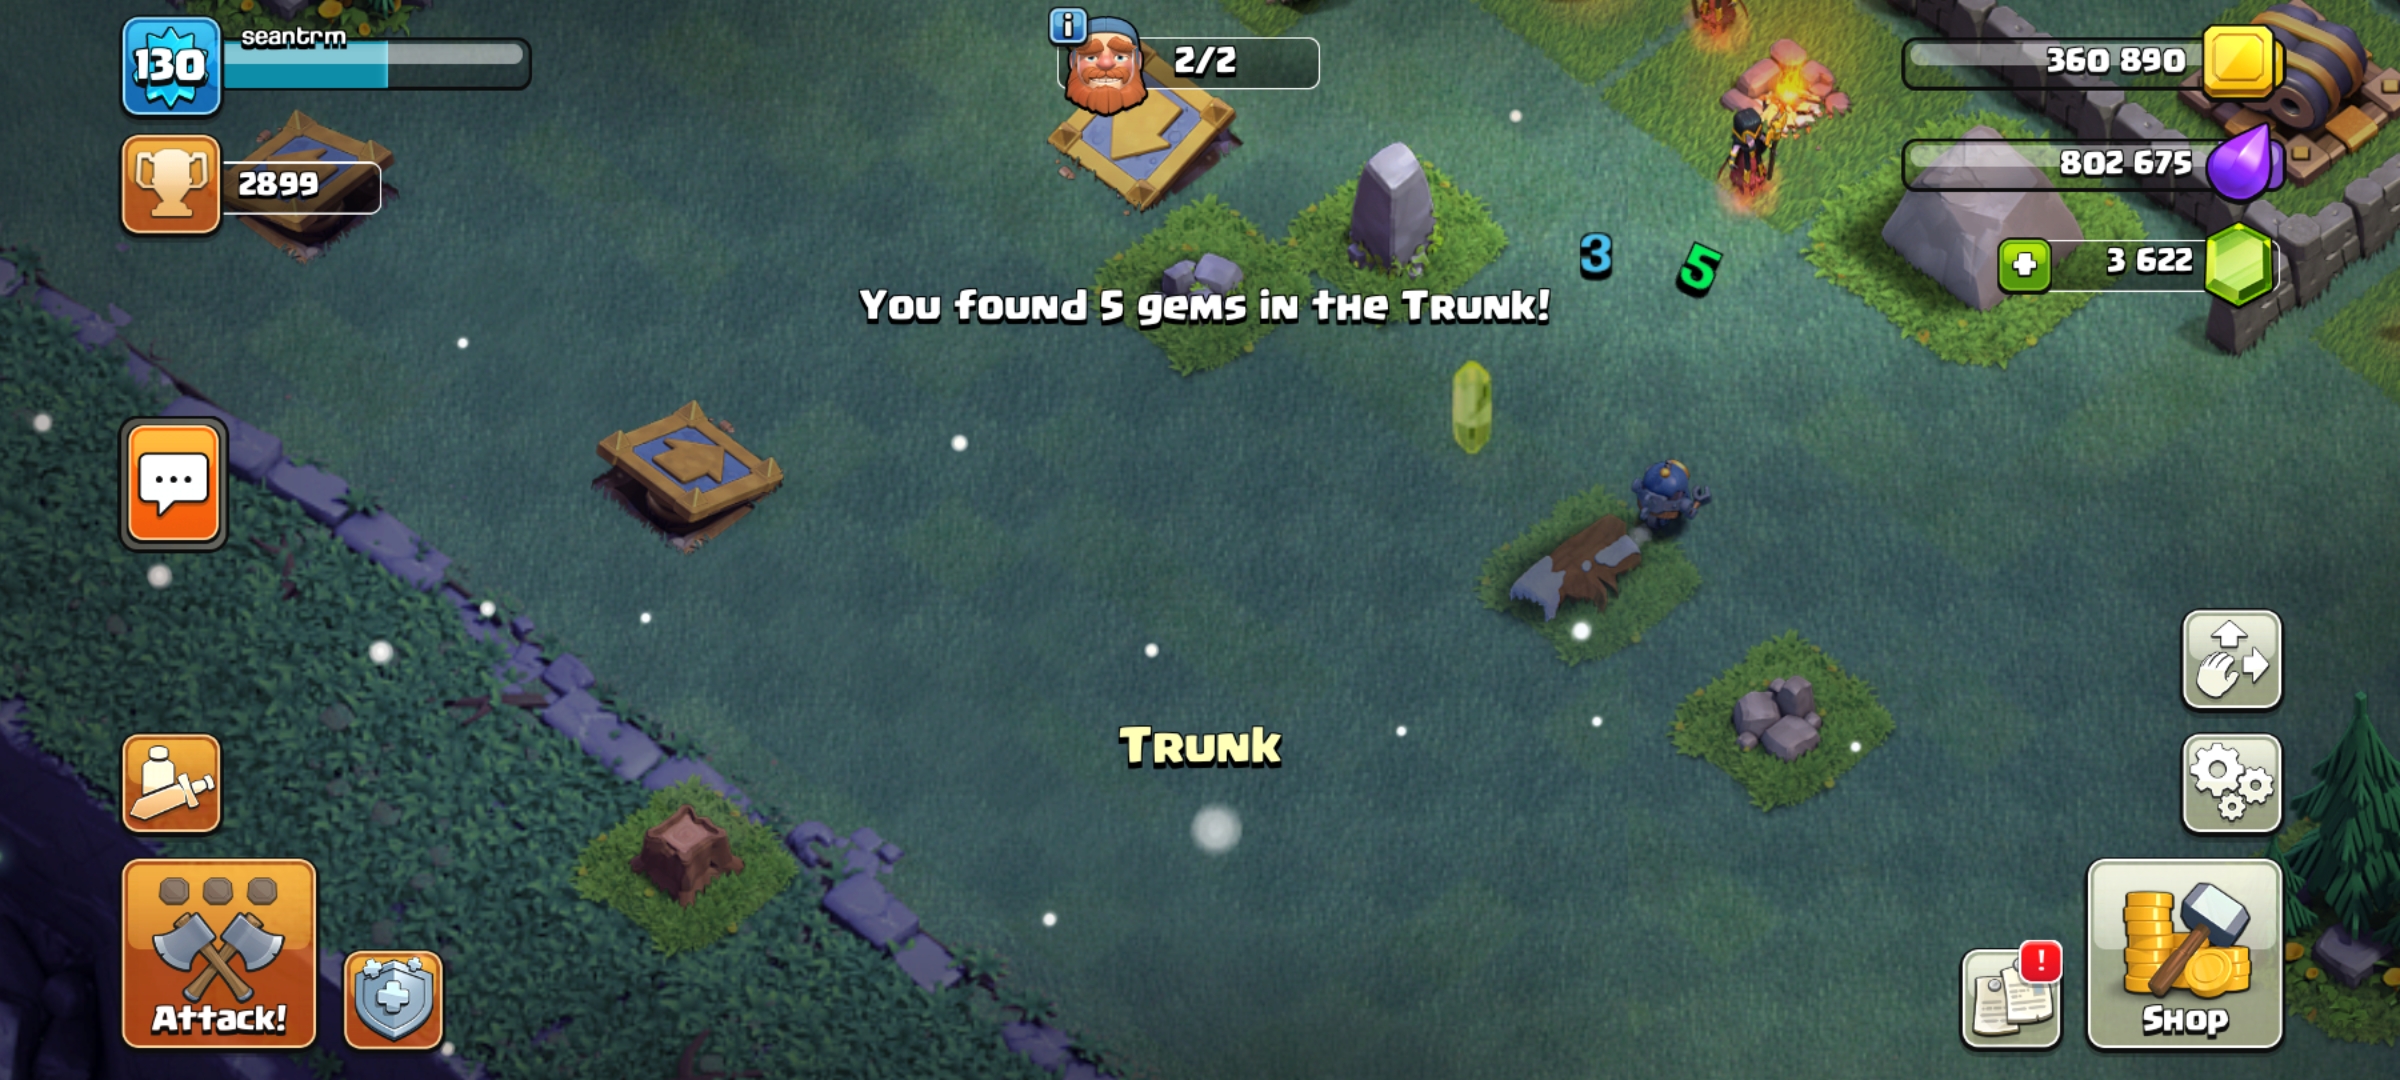 seantrm
130
2/2
360 890
2899
802 675
3 622
3
5
You found 5 gems in the Trunk!
Trunk
Attack!
!
Shop